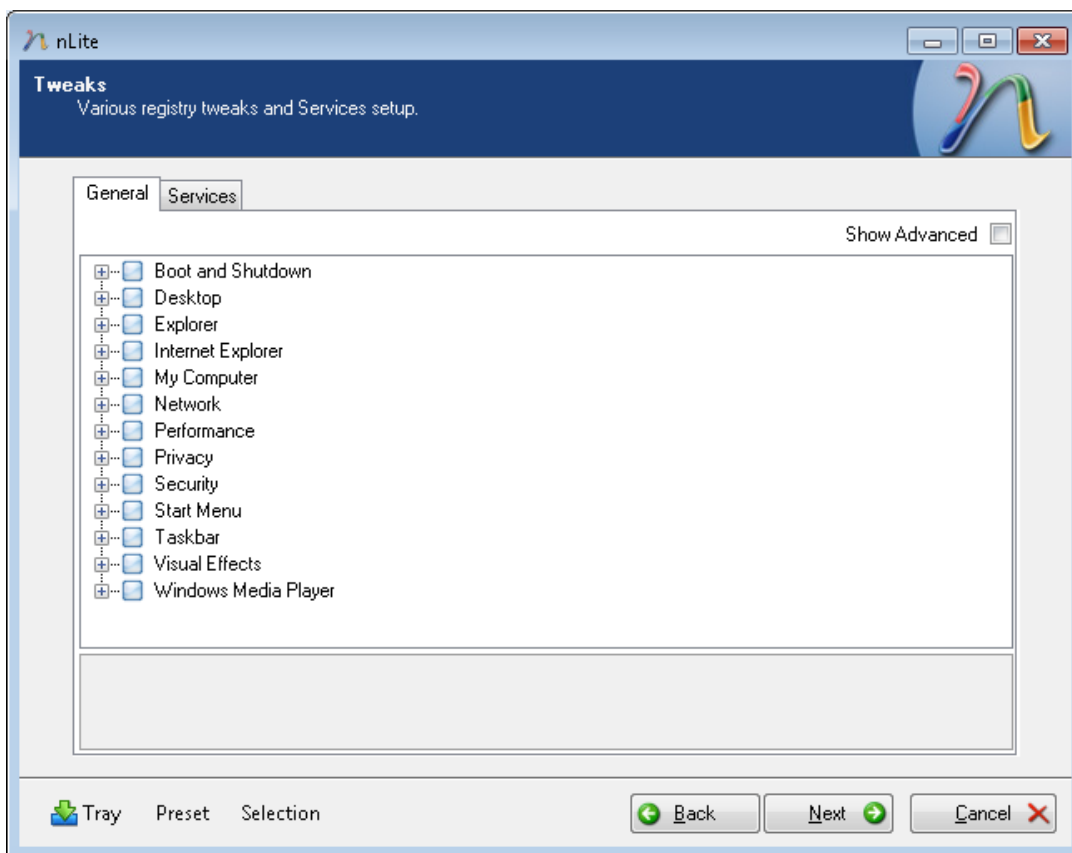 nLite
Tweaks
Various registry tweaks and Services setup.
General Services
Show Advanced
Boot and Shutdown
Desktop
Explorer
Internet Explorer
My Computer
Network
Performance
Privacy
Security
Start Menu
Taskbar
Visual Effects
Windows Media Player
Tray Preset Selection Back Next Cancel